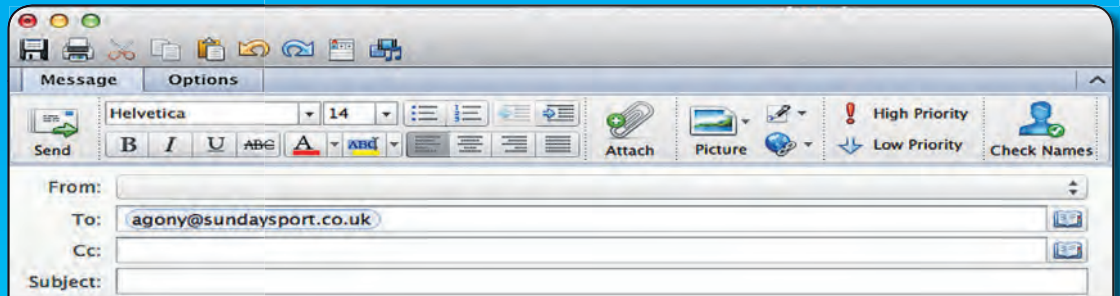 Message Options
Helvetica 14
High Priority
B I U ABC A ABC
Send Attach Picture Low Priority Check Names
From:
To: agony@sundaysport.co.uk
Cc:
Subject: